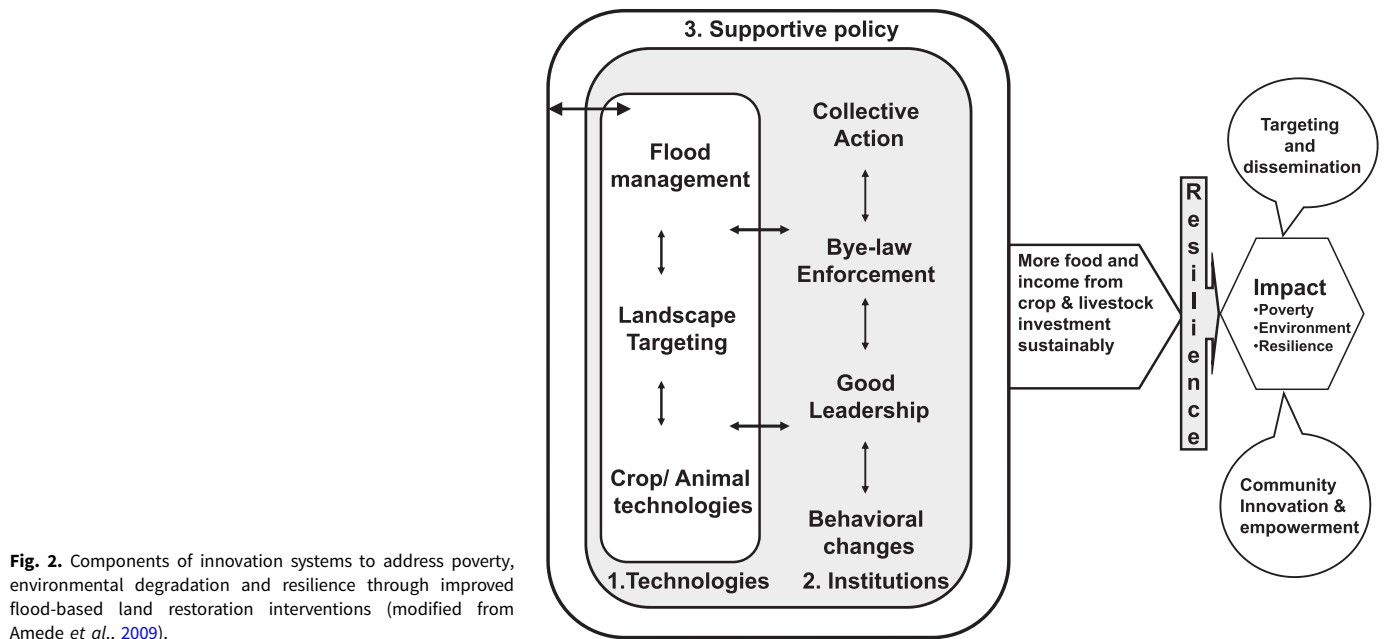 3. Supportive policy
Flood
management
Landscape
Targeting
Crop/ Animal
technologies
1.Technologies
Collective
Action
Bye-law
Enforcement
Good
Leadership
Behavioral
changes
2. Institutions
More food and
income from
crop & livestock
investment
sustainably
R
e
s
i
l
i
e
n
c
e
Targeting
and
dissemination
Impact
•Poverty
•Environment
•Resilience
Community
Innovation &
empowerment
Fig. 2. Components of innovation systems to address poverty,
environmental degradation and resilience through improved
flood-based land restoration interventions (modified from
Amede et al., 2009).